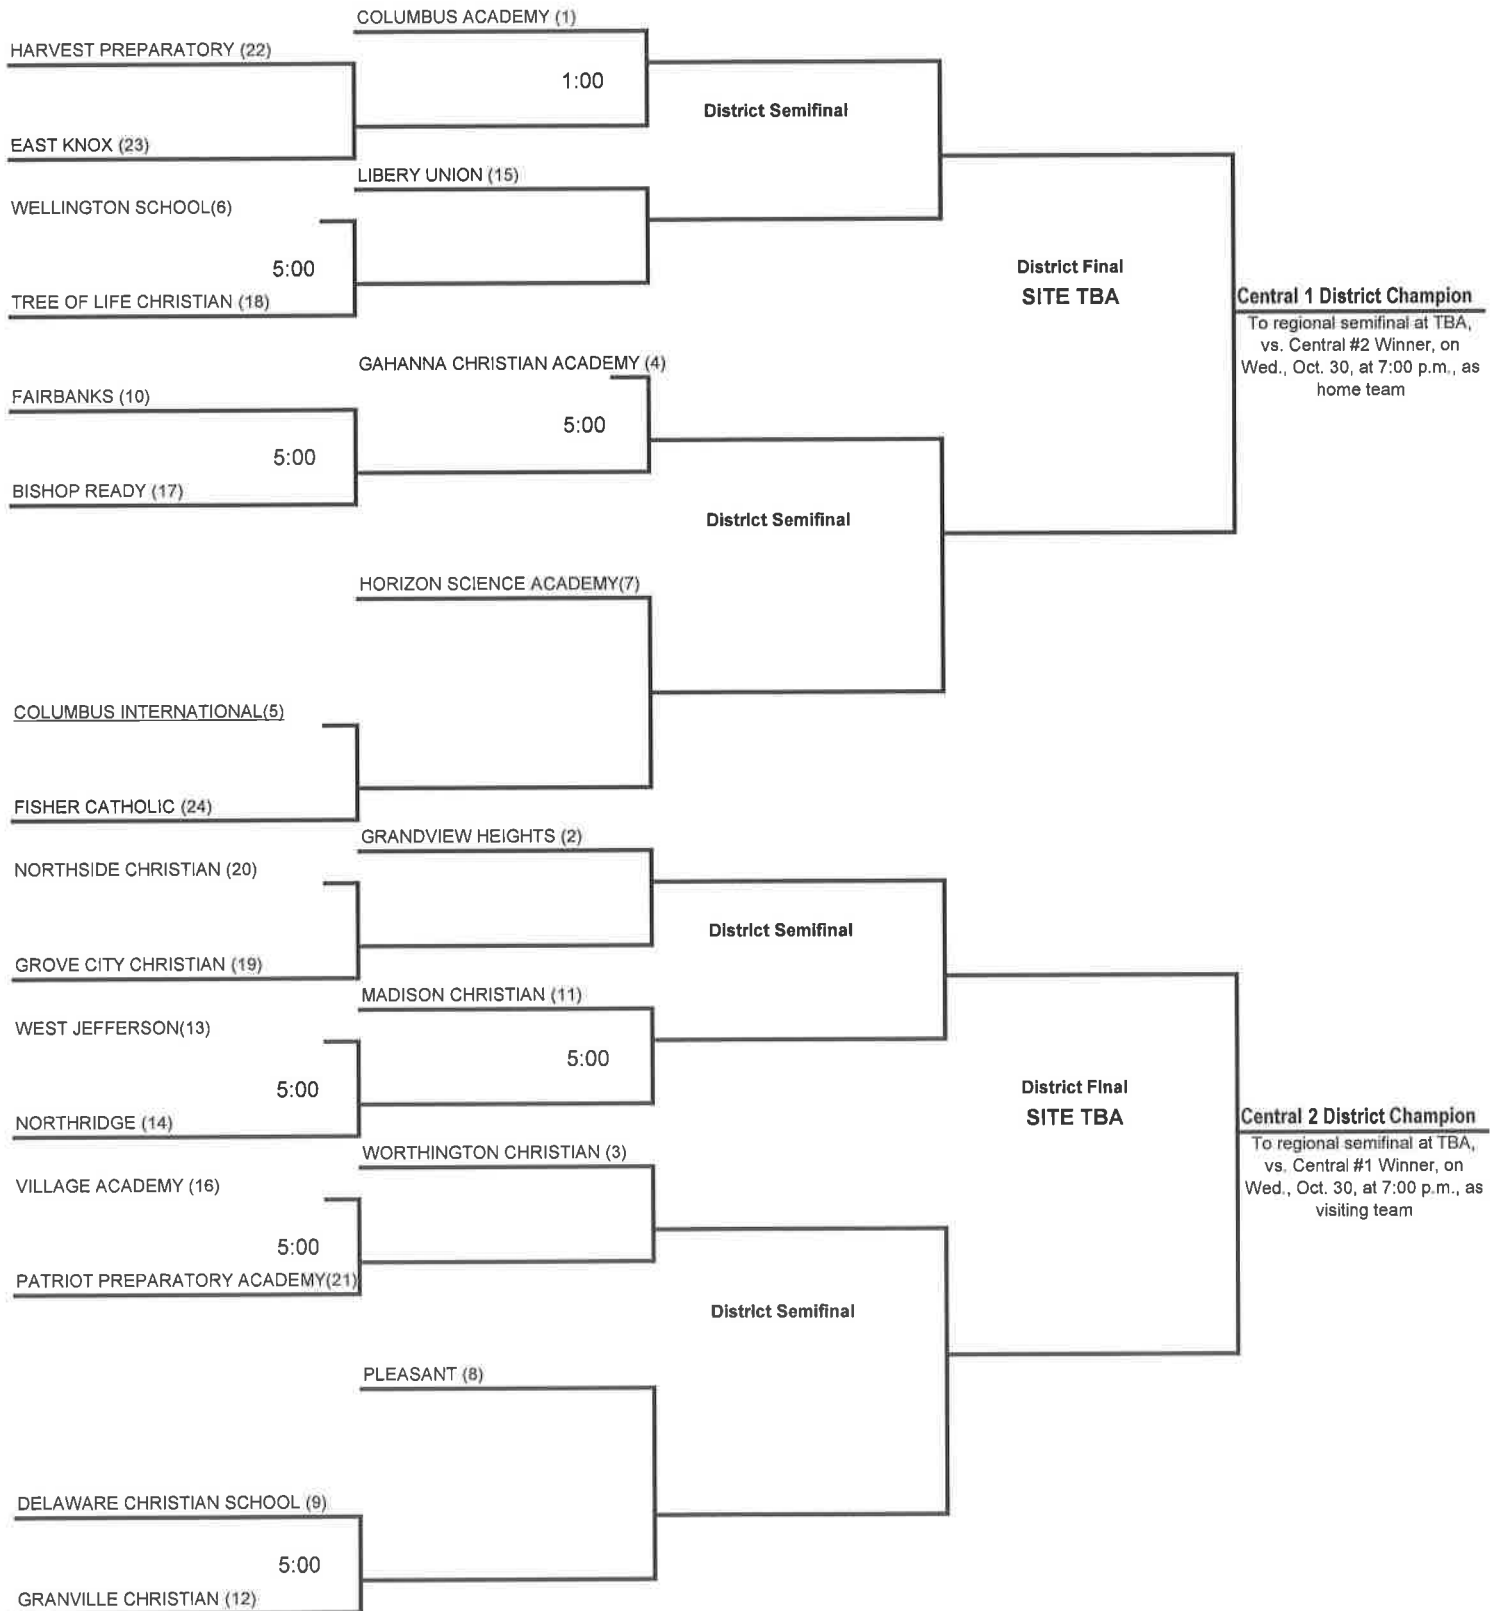 COLUMBUS ACADEMY (1)
HARVEST PREPARATORY (22)
1:00
District Semifinal
EAST KNOX (23)
LIBERY UNION (15)
WELLINGTON SCHOOL(6)
5:00
TREE OF LIFE CHRISTIAN (18)
District Final
SITE TBA
Central 1 District Champion
To regional semifinal at TBA,
vs. Central #2 Winner, on
Wed., Oct. 30, at 7:00 p.m., as
home team
GAHANNA CHRISTIAN ACADEMY (4)
FAIRBANKS (10)
5:00
5:00
BISHOP READY (17)
District Semifinal
HORIZON SCIENCE ACADEMY(7)
COLUMBUS INTERNATIONAL(5)
FISHER CATHOLIC (24)
GRANDVIEW HEIGHTS (2)
NORTHSIDE CHRISTIAN (20)
District Semifinal
GROVE CITY CHRISTIAN (19)
MADISON CHRISTIAN (11)
WEST JEFFERSON(13)
5:00
5:00
NORTHRIDGE (14)
District Final
SITE TBA
Central 2 District Champion
To regional semifinal at TBA,
vs. Central #1 Winner, on
Wed., Oct. 30, at 7:00 p.m., as
visiting team
WORTHINGTON CHRISTIAN (3)
VILLAGE ACADEMY (16)
5:00
PATRIOT PREPARATORY ACADEMY(21)
District Semifinal
PLEASANT (8)
DELAWARE CHRISTIAN SCHOOL (9)
5:00
GRANVILLE CHRISTIAN (12)